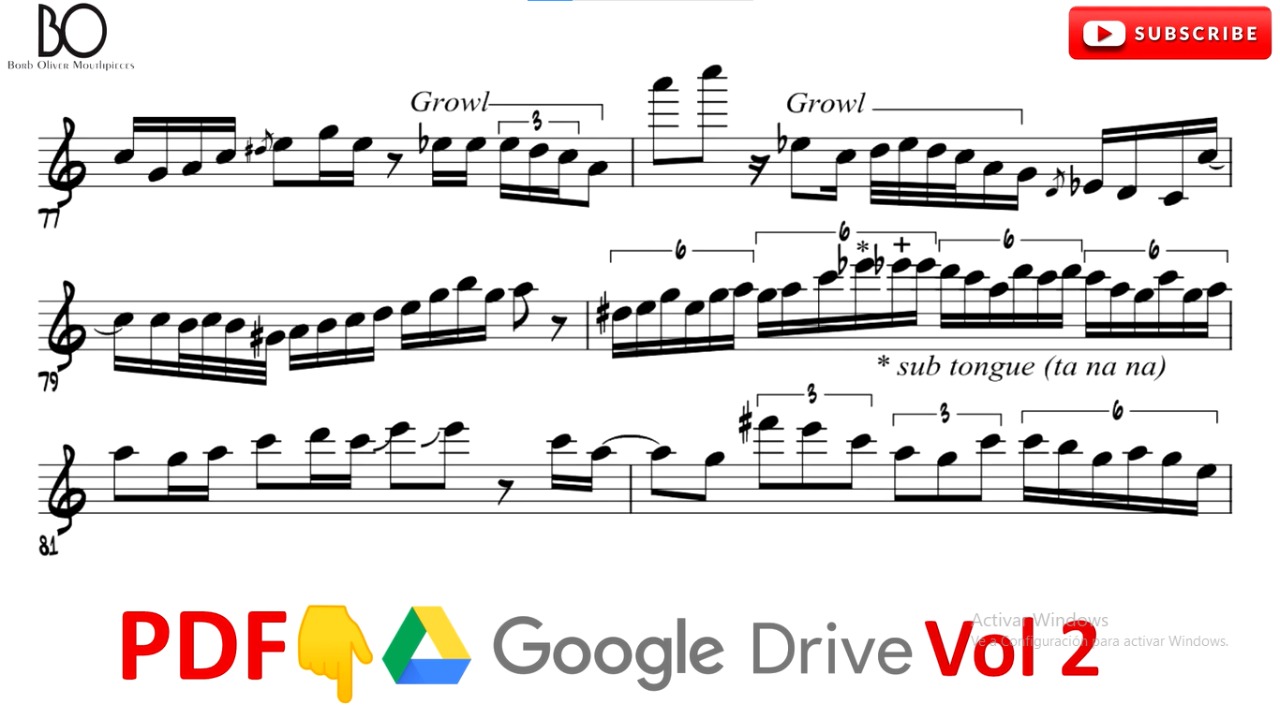 BO
Borb Oliver Mouthpieces
SUBSCRIBE
Growl
3
Growl
77
6
6
*
+
6
6
79
* sub tongue (ta na na)
3
3
6
81
PDF Google Drive Vol 2
Activar Windows
Ve a Configuración para activar Windows.